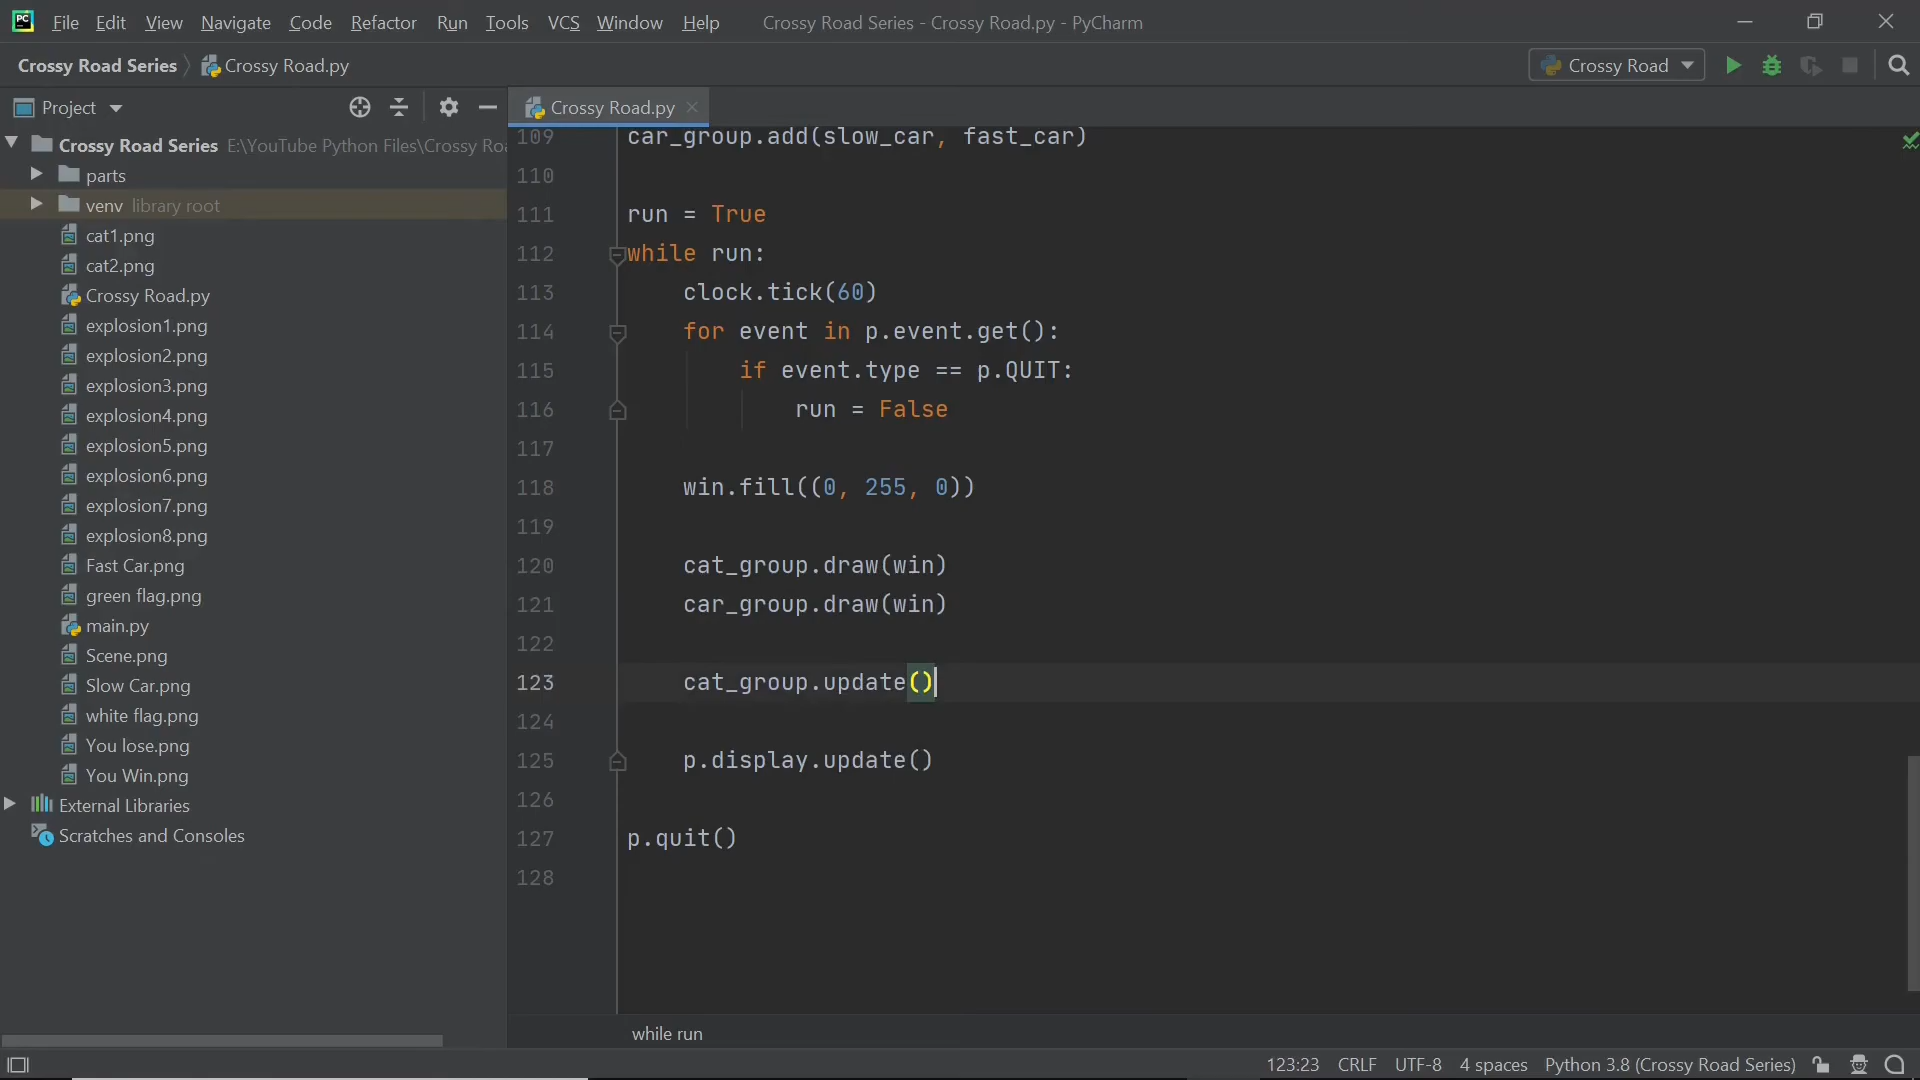 PC File Edit View Navigate Code Refactor Run Tools VCS Window Help Crossy Road Series - Crossy Road.py - PyCharm
Crossy Road Series Crossy Road.py Crossy Road
Project Crossy Road.py
Crossy Road Series E:\YouTube Python Files\Crossy Ro
parts
venv library root
cat1.png
cat2.png
Crossy Road.py
explosion1.png
explosion2.png
explosion3.png
explosion4.png
explosion5.png
explosion6.png
explosion7.png
explosion8.png
Fast Car.png
green flag.png
main.py
Scene.png
Slow Car.png
white flag.png
You lose.png
You Win.png
External Libraries
Scratches and Consoles
109 car_group.add(slow_car, fast_car)
110
111 run = True
112 while run:
113 clock.tick(60)
114 for event in p.event.get():
115 if event.type == p.QUIT:
116 run = False
117
118 win.fill((0, 255, 0))
119
120 cat_group.draw(win)
121 car_group.draw(win)
122
123 cat_group.update()
124
125 p.display.update()
126
127 p.quit()
128
while run
123:23 CRLF UTF-8 4 spaces Python 3.8 (Crossy Road Series)